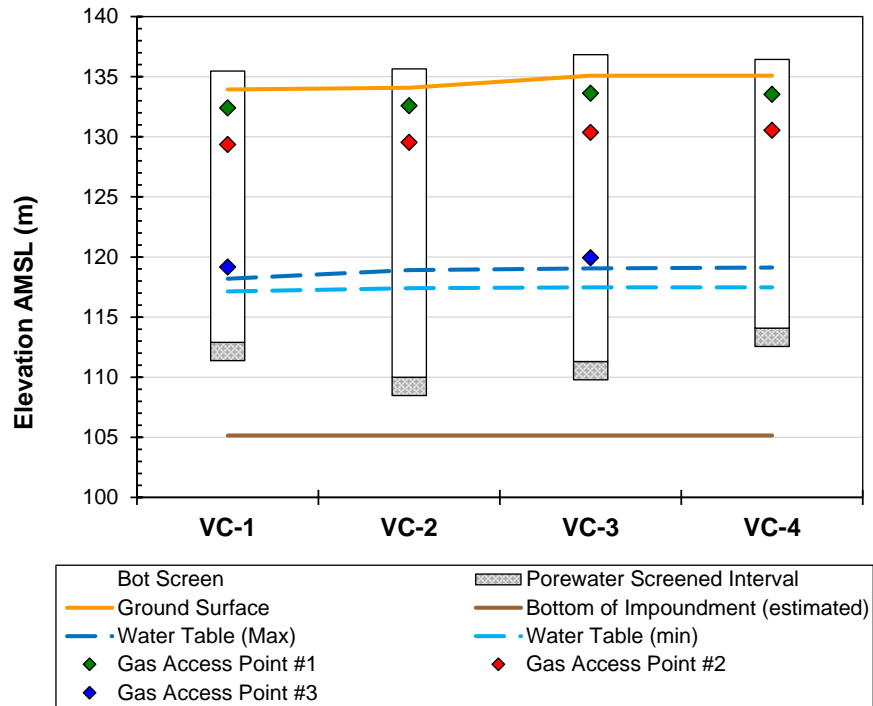 140
135
130
125
120
115
110
105
100
Elevation AMSL (m)
VC-1 VC-2 VC-3 VC-4
Bot Screen Porewater Screened Interval
Ground Surface Bottom of Impoundment (estimated)
Water Table (Max) Water Table (min)
Gas Access Point #1 Gas Access Point #2
Gas Access Point #3